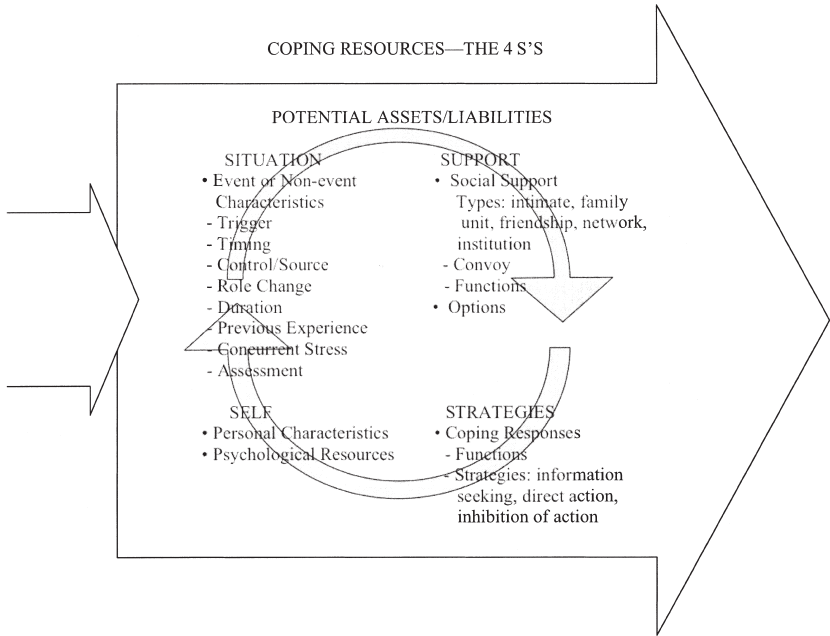 COPING RESOURCES—THE 4 S'S
POTENTIAL ASSETS/LIABILITIES
SITUATION
• Event or Non-event
Characteristics
- Trigger
- Timing
- Control/Source
- Role Change
- Duration
- Previous Experience
- Concurrent Stress
- Assessment
SUPPORT
• Social Support
Types: intimate, family
unit, friendship, network,
institution
- Convoy
- Functions
• Options
SELF
• Personal Characteristics
• Psychological Resources
STRATEGIES
• Coping Responses
- Functions
- Strategies: information
seeking, direct action,
inhibition of action